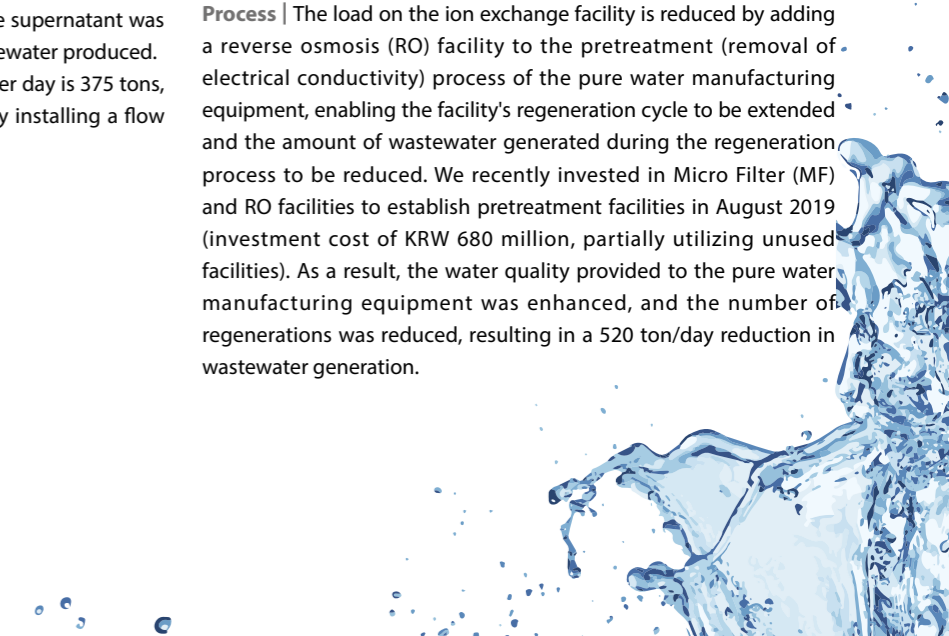 e supernatant was
ewater produced.
er day is 375 tons,
y installing a flow
Process | The load on the ion exchange facility is reduced by adding
a reverse osmosis (RO) facility to the pretreatment (removal of
electrical conductivity) process of the pure water manufacturing
equipment, enabling the facility's regeneration cycle to be extended
and the amount of wastewater generated during the regeneration
process to be reduced. We recently invested in Micro Filter (MF)
and RO facilities to establish pretreatment facilities in August 2019
(investment cost of KRW 680 million, partially utilizing unused
facilities). As a result, the water quality provided to the pure water
manufacturing equipment was enhanced, and the number of
regenerations was reduced, resulting in a 520 ton/day reduction in
wastewater generation.